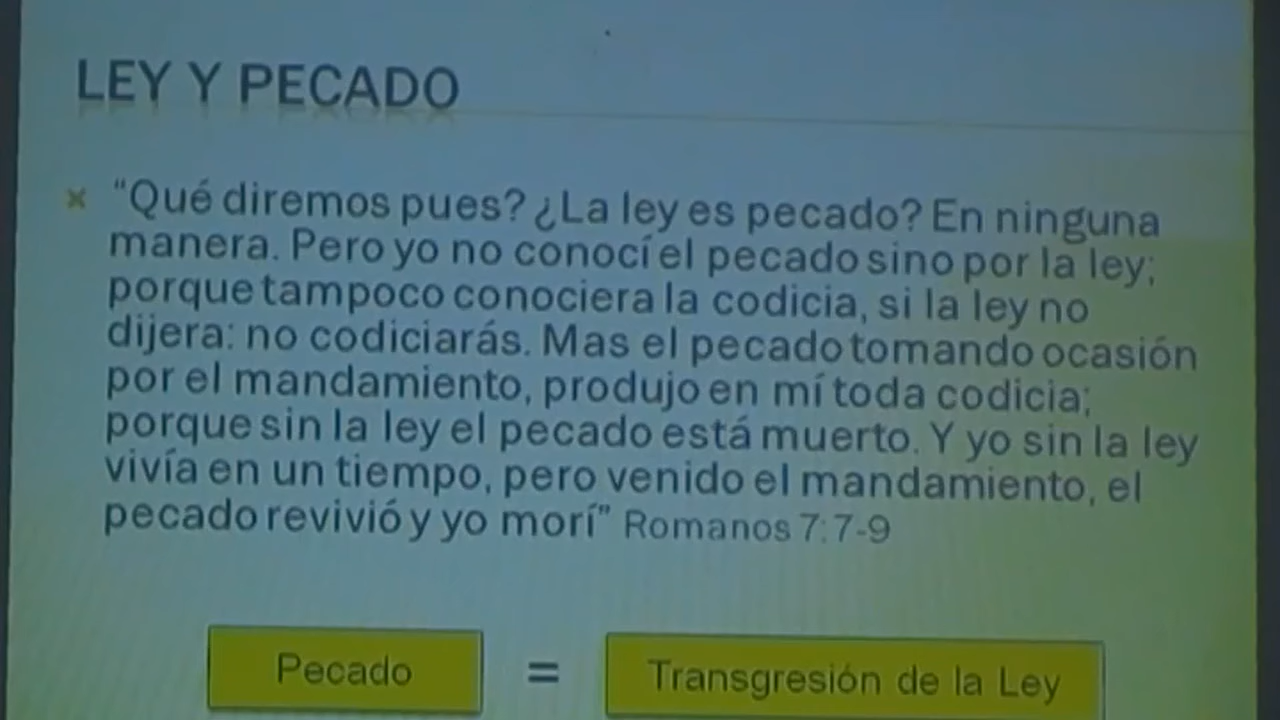 LEY Y PECADO
“Qué diremos pues? ¿La ley es pecado? En ninguna
manera. Pero yo no conocí el pecado sino por la ley;
porque tampoco conociera la codicia, si la ley no
dijera: no codiciarás. Mas el pecado tomando ocasión
por el mandamiento, produjo en mí toda codicia;
porque sin la ley el pecado está muerto. Y yo sin la ley
vivía en un tiempo, pero venido el mandamiento, el
pecado revivió y yo morí” Romanos 7:7-9
Pecado = Transgresión de la Ley